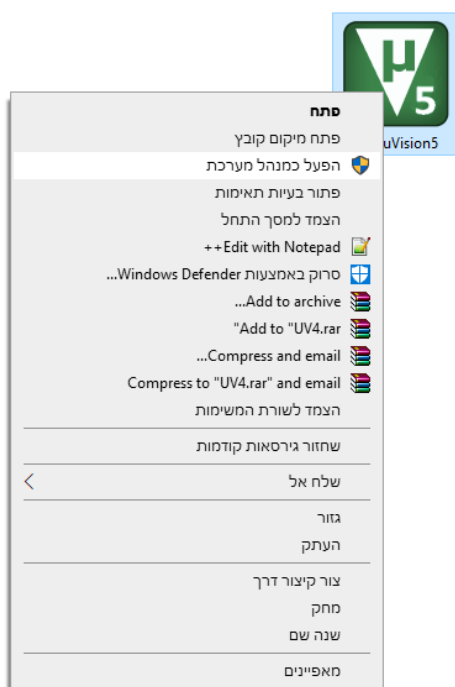 µ
5
uVision5
פתח
פתח מיקום קובץ
הפעל כמנהל מערכת
פתור בעיות תאימות
הצמד למסך התחל
++Edit with Notepad
סרוק באמצעות Windows Defender...
...Add to archive
"Add to "UV4.rar
...Compress and email
Compress to "UV4.rar" and email
הצמד לשורת המשימות
שחזור גירסאות קודמות
שלח אל
גזור
העתק
צור קיצור דרך
מחק
שנה שם
מאפיינים